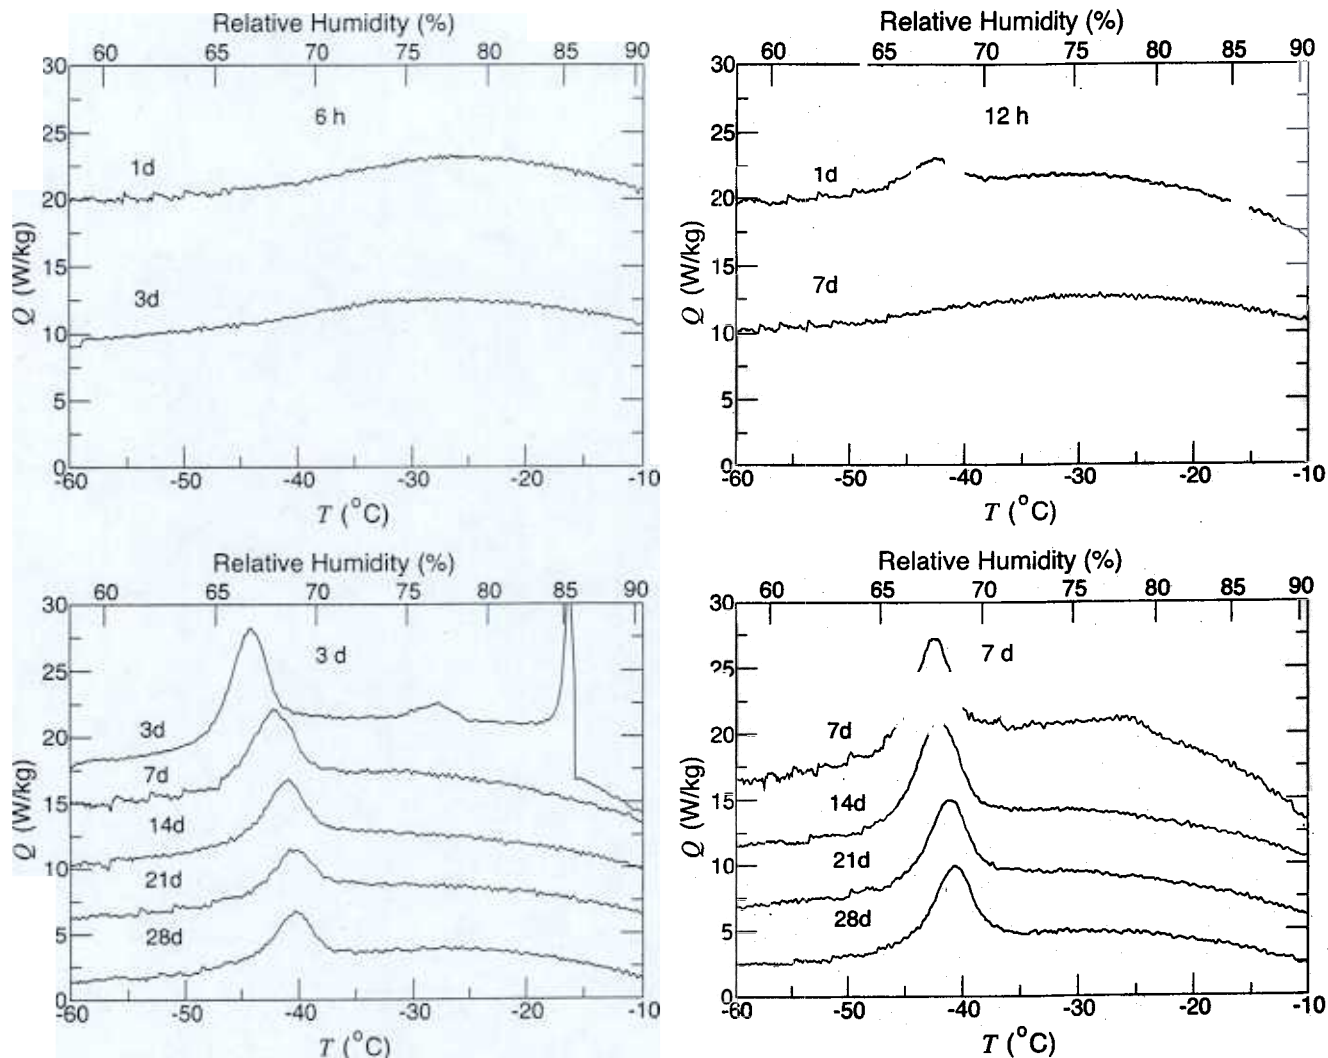 Relative Humidity (%)
60 65 70 75 80 85 90
30
25
20
15
10
5
0
Q (W/kg)
6 h
1d
3d
-60 -50 -40 -30 -20 -10
T (°C)
Relative Humidity (%)
60 65 70 75 80 85 90
30
25
20
15
10
5
0
Q (W/kg)
12 h
1d
7d
-60 -50 -40 -30 -20 -10
T (°C)
Relative Humidity (%)
60 65 70 75 80 85 90
30
25
20
15
10
5
0
Q (W/kg)
3 d
3d
7d
14d
21d
28d
-60 -50 -40 -30 -20 -10
T (°C)
Relative Humidity (%)
60 65 70 75 80 85 90
30
25
20
15
10
5
0
Q (W/kg)
7 d
7d
14d
21d
28d
-60 -50 -40 -30 -20 -10
T (°C)